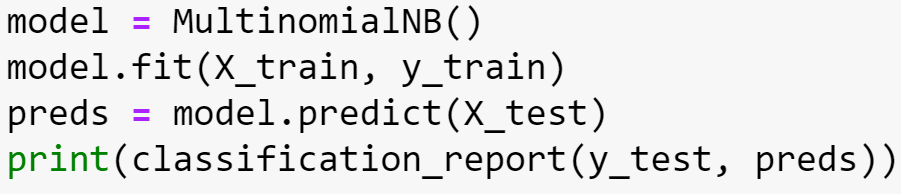 model = MultinomialNB()
model.fit(X_train, y_train)
preds = model.predict(X_test)
print(classification_report(y_test, preds))